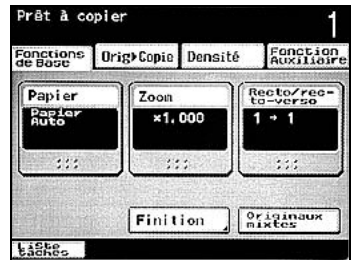 Prêt à copier
1
Fonctions
de Base
Orig▸Copie
Densité
Fonction
Auxiliaire
Papier
Papier
Auto
Zoom
×1.000
Recto/rec-
to-verso
1 → 1
Finition
Originaux
mixtes
Liste
tâches